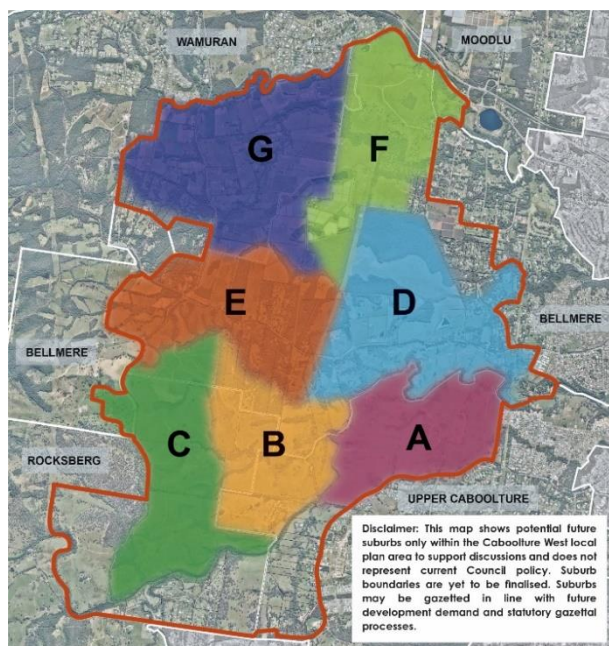 WAMURAN
MOODLU
G
F
E
D
BELLMERE
BELLMERE
C
B
A
ROCKSBERG
UPPER CABOOLTURE
Disclaimer: This map shows potential future
suburbs only within the Caboolture West local
plan area to support discussions and does not
represent current Council policy. Suburb
boundaries are yet to be finalised. Suburbs
may be gazetted in line with future
development demand and statutory gazettal
processes.